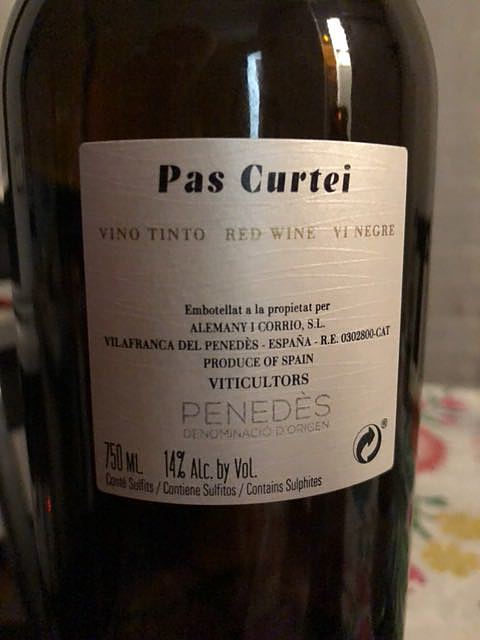 Pas Curtei
VINO TINTO RED WINE VI NEGRE
Embotellat a la propietat per
ALEMANY I CORRIO, S.L.
VILAFRANCA DEL PENEDÈS - ESPAÑA - R.E. 0302800-CAT
PRODUCE OF SPAIN
VITICULTORS
PENEDÈS
DENOMINACIÓ D'ORIGEN
750 ML. 14% Alc. by Vol.
Conté Sulfits / Contiene Sulfitos / Contains Sulphites
®